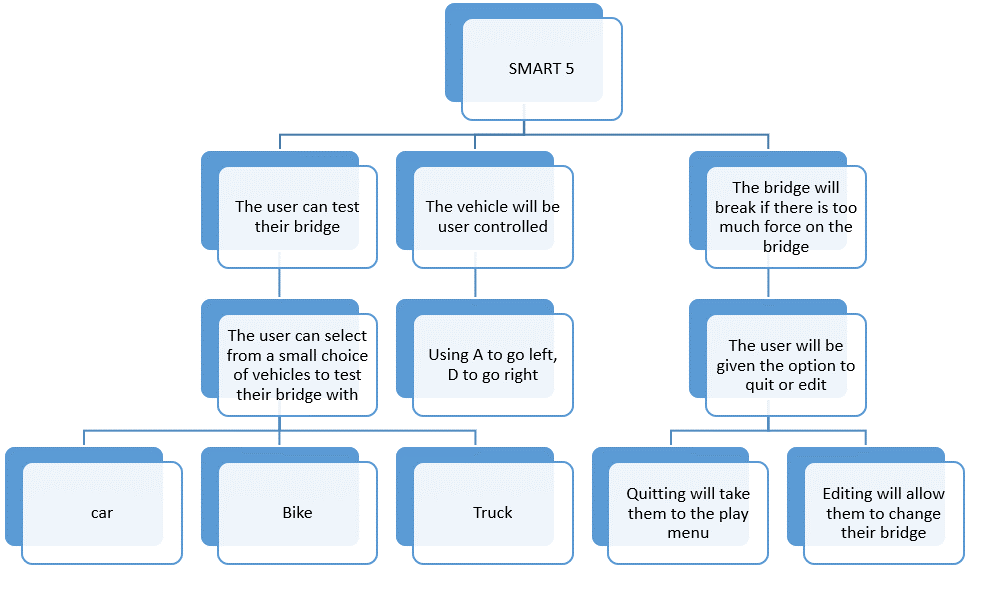 SMART 5
The user can test
their bridge
The vehicle will be
user controlled
The bridge will
break if there is too
much force on the
bridge
The user can select
from a small choice
of vehicles to test
their bridge with
Using A to go left,
D to go right
The user will be
given the option to
quit or edit
car
Bike
Truck
Quitting will take
them to the play
menu
Editing will allow
them to change
their bridge